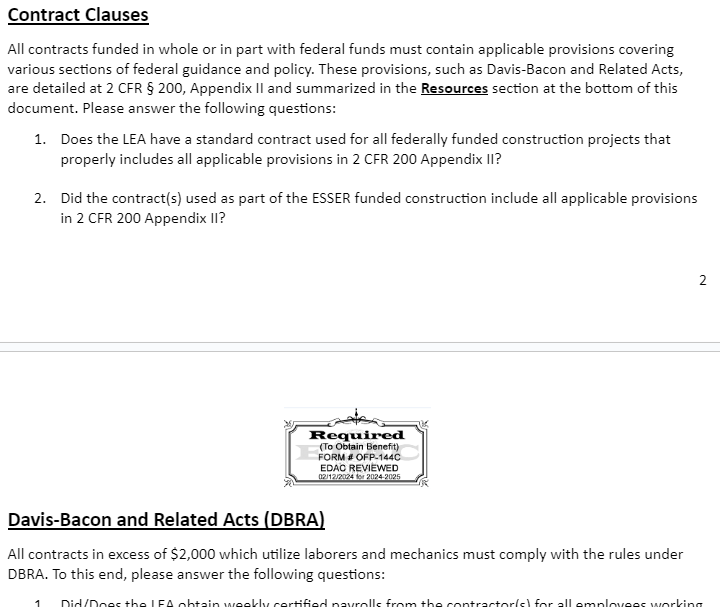 Contract Clauses
All contracts funded in whole or in part with federal funds must contain applicable provisions covering
various sections of federal guidance and policy. These provisions, such as Davis-Bacon and Related Acts,
are detailed at 2 CFR § 200, Appendix II and summarized in the Resources section at the bottom of this
document. Please answer the following questions:
1. Does the LEA have a standard contract used for all federally funded construction projects that
properly includes all applicable provisions in 2 CFR 200 Appendix II?
2. Did the contract(s) used as part of the ESSER funded construction include all applicable provisions
in 2 CFR 200 Appendix II?
2
Required
(To Obtain Benefit)
FORM # OFP-144C
EDAC REVIEWED
02/12/2024 for 2024-2025
Davis-Bacon and Related Acts (DBRA)
All contracts in excess of $2,000 which utilize laborers and mechanics must comply with the rules under
DBRA. To this end, please answer the following questions:
1. Did/Does the LEA obtain weekly certified payrolls from the contractor(s) for all employees working